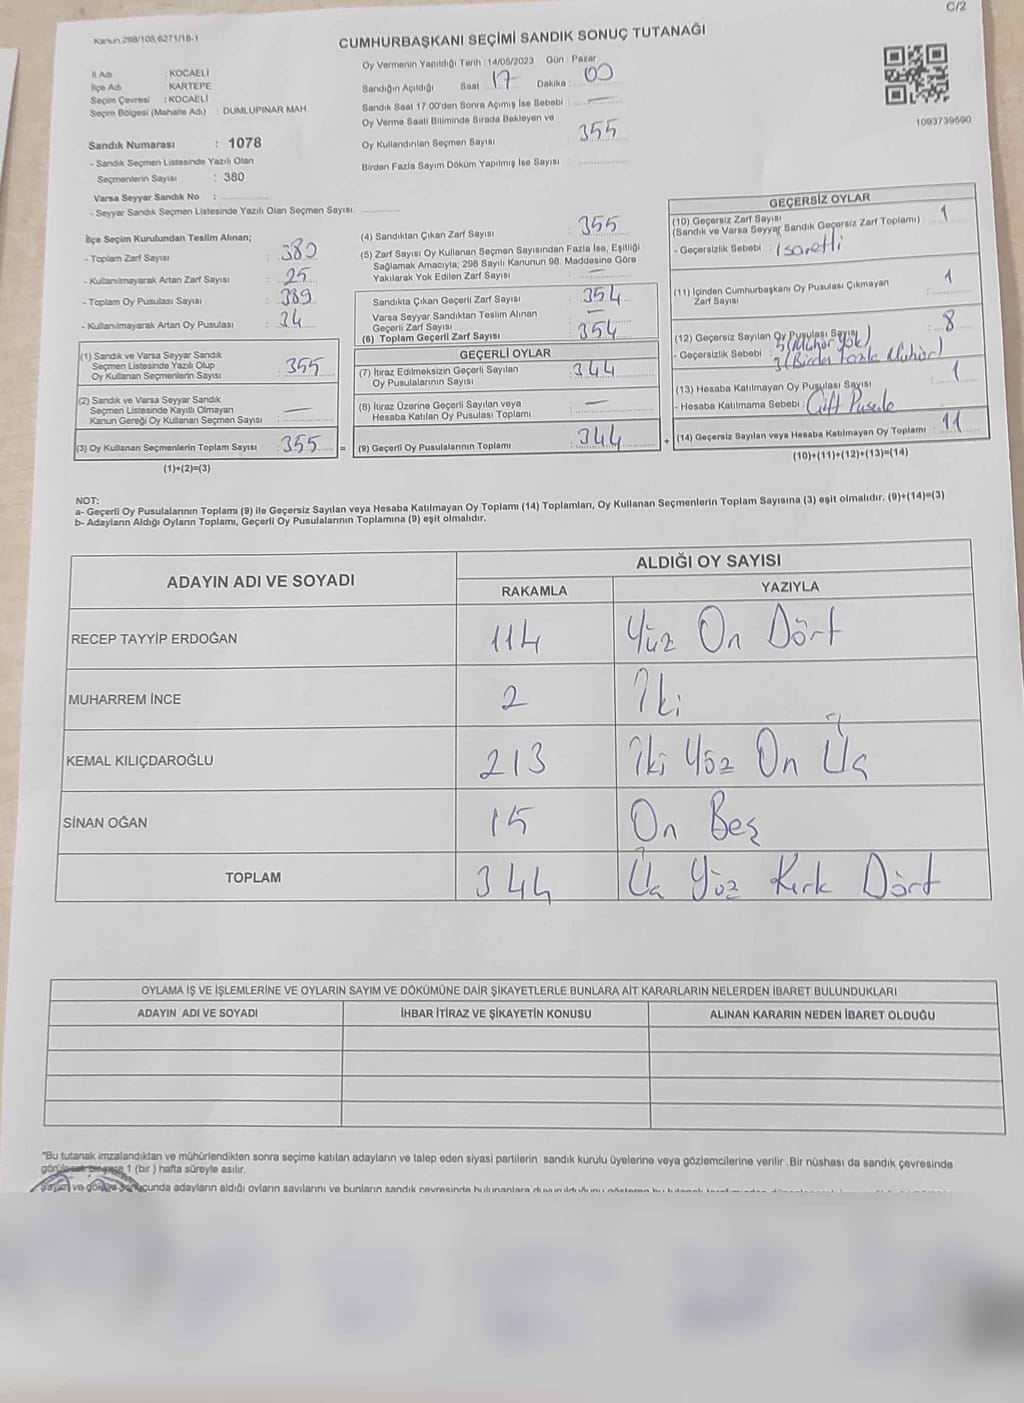 C/2
Kanun 298/105,6271/18-1
CUMHURBAŞKANI SEÇİMİ SANDIK SONUÇ TUTANAĞI
İl Adı : KOCAELİ
İlçe Adı : KARTEPE
Seçim Çevresi : KOCAELİ
Seçim Bölgesi (Mahalle Adı) : DUMLUPINAR MAH.
Sandık Numarası : 1078
- Sandık Seçmen Listesinde Yazılı Olan
Seçmenlerin Sayısı : 380
Varsa Seyyar Sandık No :
- Seyyar Sandık Seçmen Listesinde Yazılı Olan Seçmen Sayısı:
Oy Vermenin Yapıldığı Tarih : 14/05/2023 Gün : Pazar
Sandığın Açıldığı Saat : 17 Dakika : 00
Sandık Saat 17:00'den Sonra Açımış İse Sebebi : —
Oy Verme Saati Bitiminde Sırada Bekleyen ve
Oy Kullandırılan Seçmen Sayısı : 355
Birden Fazla Sayım Döküm Yapılmış İse Sayısı :
1093739590
İlçe Seçim Kurulundan Teslim Alınan;
- Toplam Zarf Sayısı : 380
- Kullanılmayarak Artan Zarf Sayısı : 25
- Toplam Oy Pusulası Sayısı : 389
- Kullanılmayarak Artan Oy Pusulası : 34
(1) Sandık ve Varsa Seyyar Sandık
Seçmen Listesinde Yazılı Olup
Oy Kullanan Seçmenlerin Sayısı : 355
(2) Sandık ve Varsa Seyyar Sandık
Seçmen Listesinde Kayıtlı Olmayan
Kanun Gereği Oy Kullanan Seçmen Sayısı : —
(3) Oy Kullanan Seçmenlerin Toplam Sayısı : 355 =
(1)+(2)=(3)
(4) Sandıktan Çıkan Zarf Sayısı : 355
(5) Zarf Sayısı Oy Kullanan Seçmen Sayısından Fazla İse, Eşitliği
Sağlamak Amacıyla; 298 Sayılı Kanunun 98. Maddesine Göre
Yakılarak Yok Edilen Zarf Sayısı : —
Sandıkta Çıkan Geçerli Zarf Sayısı : 354
Varsa Seyyar Sandıktan Teslim Alınan
Geçerli Zarf Sayısı : —
(6) Toplam Geçerli Zarf Sayısı : 354
GEÇERLİ OYLAR
(7) İtiraz Edilmeksizin Geçerli Sayılan
Oy Pusulalarının Sayısı : 344
(8) İtiraz Üzerine Geçerli Sayılan veya
Hesaba Katılan Oy Pusulası Toplamı : —
(9) Geçerli Oy Pusulalarının Toplamı : 344 +
GEÇERSİZ OYLAR
(10) Geçersiz Zarf Sayısı
(Sandık ve Varsa Seyyar Sandık Geçersiz Zarf Toplamı) : 1
- Geçersizlik Sebebi : İşaretli
(11) İçinden Cumhurbaşkanı Oy Pusulası Çıkmayan
Zarf Sayısı : 1
(12) Geçersiz Sayılan Oy Pusulası Sayısı : 8
5 (Mühür Yok)
- Geçersizlik Sebebi : 3 (Birden Fazla Mühür)
(13) Hesaba Katılmayan Oy Pusulası Sayısı : 1
- Hesaba Katılmama Sebebi : Çift Pusula
(14) Geçersiz Sayılan veya Hesaba Katılmayan Oy Toplamı : 11
(10)+(11)+(12)+(13)=(14)
NOT:
a- Geçerli Oy Pusulalarının Toplamı (9) ile Geçersiz Sayılan veya Hesaba Katılmayan Oy Toplamı (14) Toplamları, Oy Kullanan Seçmenlerin Toplam Sayısına (3) eşit olmalıdır. (9)+(14)=(3)
b- Adayların Aldığı Oyların Toplamı, Geçerli Oy Pusulalarının Toplamına (9) eşit olmalıdır.
ADAYIN ADI VE SOYADI ALDIĞI OY SAYISI
RAKAMLA YAZIYLA
RECEP TAYYİP ERDOĞAN 114 Yüz On Dört
MUHARREM İNCE 2 İki
KEMAL KILIÇDAROĞLU 213 İki Yüz On Üç
SİNAN OĞAN 15 On Beş
TOPLAM 344 Üç Yüz Kırk Dört
OYLAMA İŞ VE İŞLEMLERİNE VE OYLARIN SAYIM VE DÖKÜMÜNE DAİR ŞİKAYETLERLE BUNLARA AİT KARARLARIN NELERDEN İBARET BULUNDUKLARI
ADAYIN ADI VE SOYADI İHBAR İTİRAZ VE ŞİKAYETİN KONUSU ALINAN KARARIN NEDEN İBARET OLDUĞU
*Bu tutanak imzalandıktan ve mühürlendikten sonra seçime katılan adayların ve talep eden siyasi partilerin sandık kurulu üyelerine veya gözlemcilerine verilir. Bir nüshası da sandık çevresinde
görülecek bir yere 1 (bir) hafta süreyle asılır.
adayların aldığı oyların sayılarını ve bunların sandık çevresinde bulunanlara duyurulduğunu gösteren bu tutanak